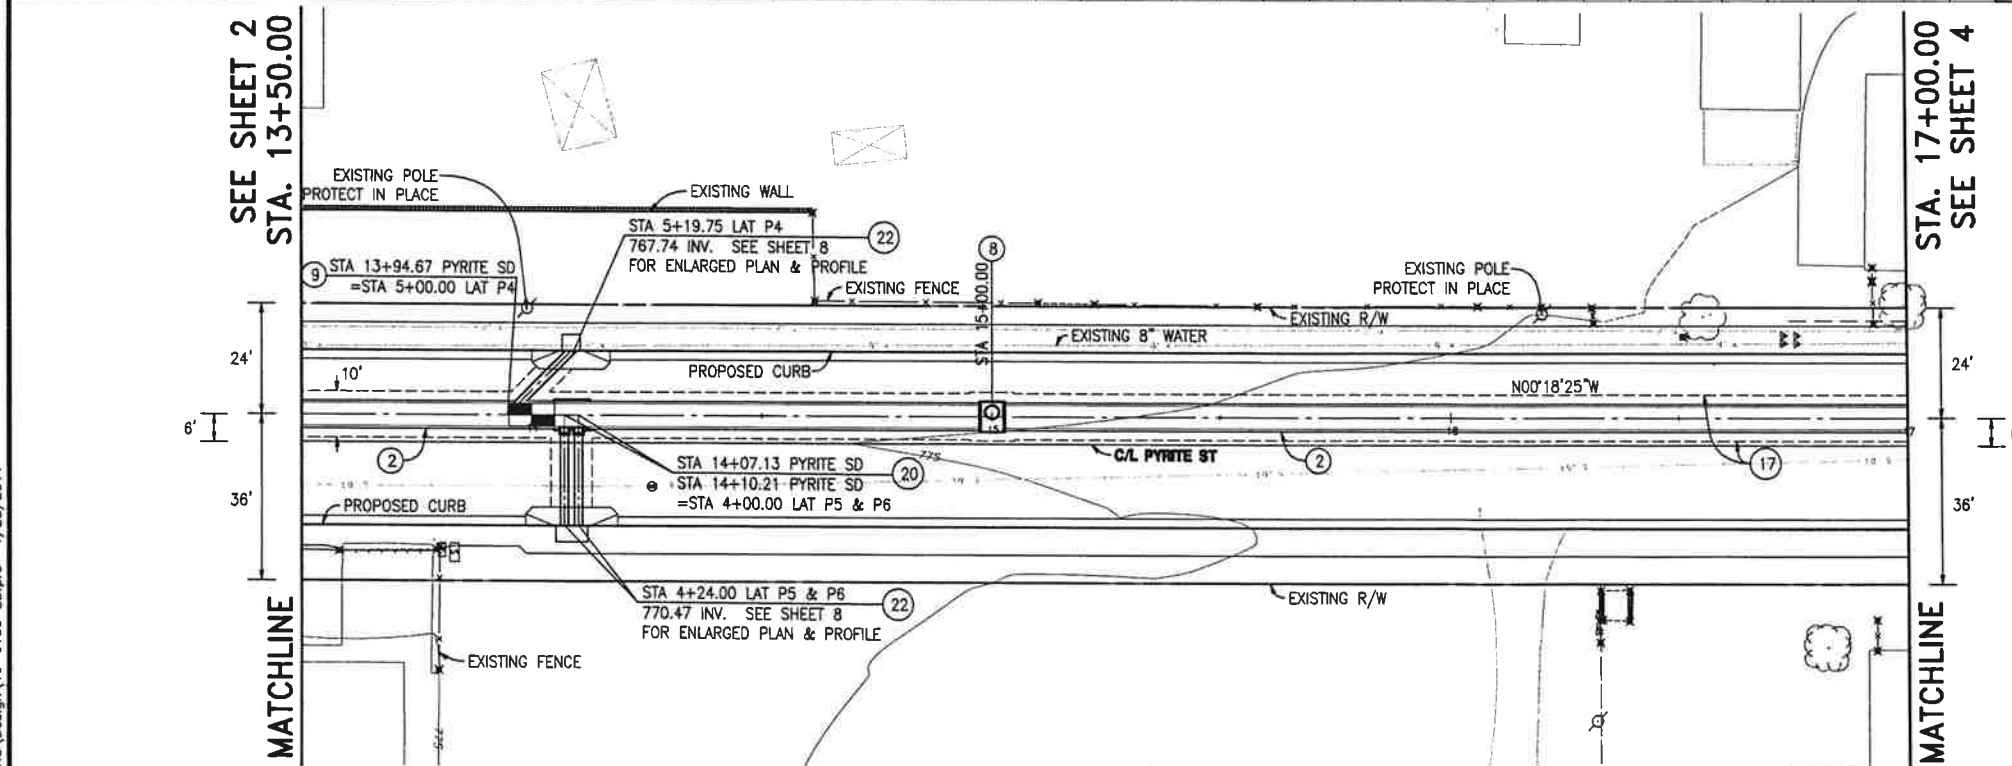 SEE SHEET 2
STA. 13+50.00
MATCHLINE
EXISTING POLE
PROTECT IN PLACE
EXISTING WALL
STA 5+19.75 LAT P4
767.74 INV. SEE SHEET 8
FOR ENLARGED PLAN & PROFILE
22
9
STA 13+94.67 PYRITE SD
=STA 5+00.00 LAT P4
EXISTING FENCE
8
STA 15+00.00
EXISTING POLE
PROTECT IN PLACE
EXISTING R/W
EXISTING 8" WATER
PROPOSED CURB
24'
10'
6'
36'
N00°18'25"W
15
16
17
2
C/L PYRITE ST
2
17
775
STA 14+07.13 PYRITE SD
STA 14+10.21 PYRITE SD
=STA 4+00.00 LAT P5 & P6
20
PROPOSED CURB
STA 4+24.00 LAT P5 & P6
770.47 INV. SEE SHEET 8
FOR ENLARGED PLAN & PROFILE
22
EXISTING R/W
EXISTING FENCE
775
24'
36'
STA. 17+00.00
SEE SHEET 4
MATCHLINE